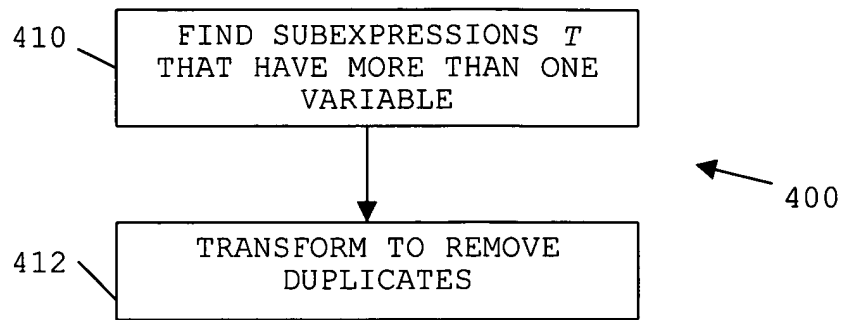 410
FIND SUBEXPRESSIONS T
THAT HAVE MORE THAN ONE
VARIABLE
400
412
TRANSFORM TO REMOVE
DUPLICATES